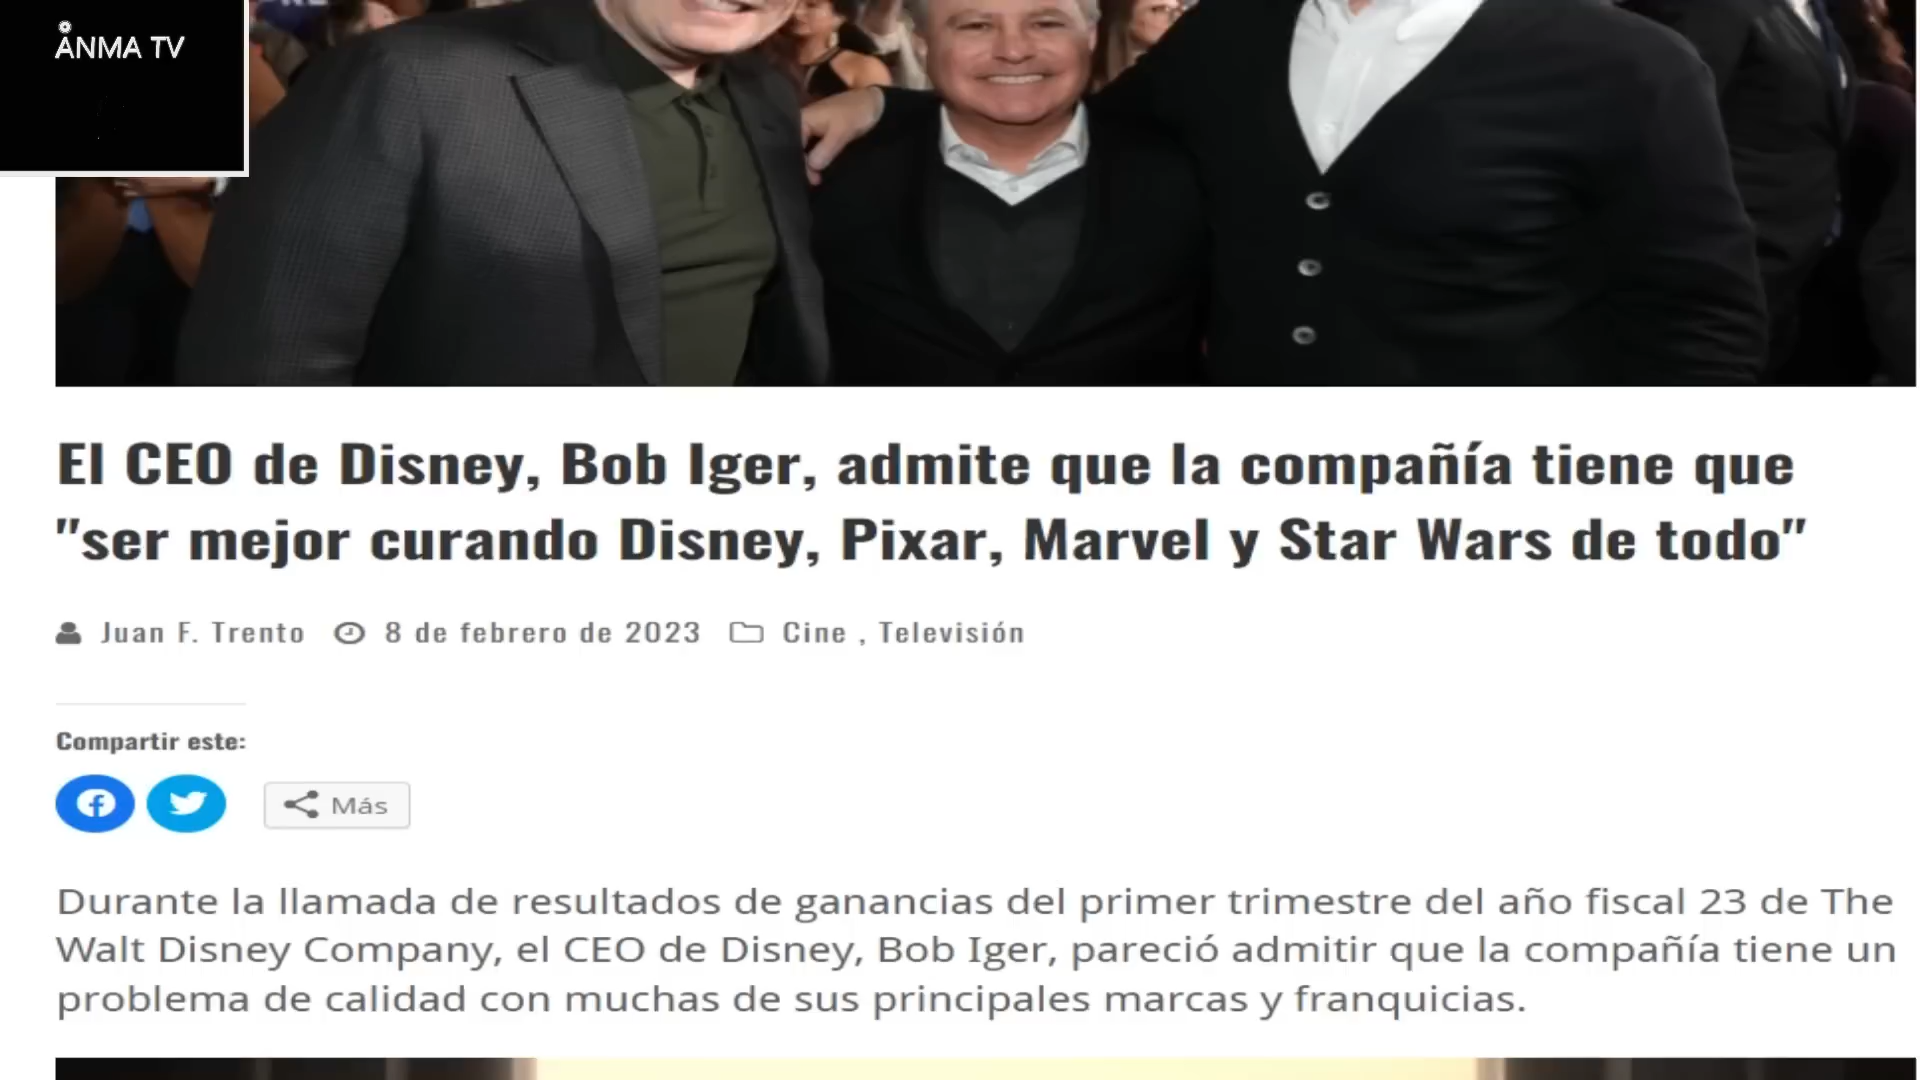 ÅNMA TV
El CEO de Disney, Bob Iger, admite que la compañía tiene que
"ser mejor curando Disney, Pixar, Marvel y Star Wars de todo"
Juan F. Trento 8 de febrero de 2023 Cine , Televisión
Compartir este:
Más
Durante la llamada de resultados de ganancias del primer trimestre del año fiscal 23 de The
Walt Disney Company, el CEO de Disney, Bob Iger, pareció admitir que la compañía tiene un
problema de calidad con muchas de sus principales marcas y franquicias.